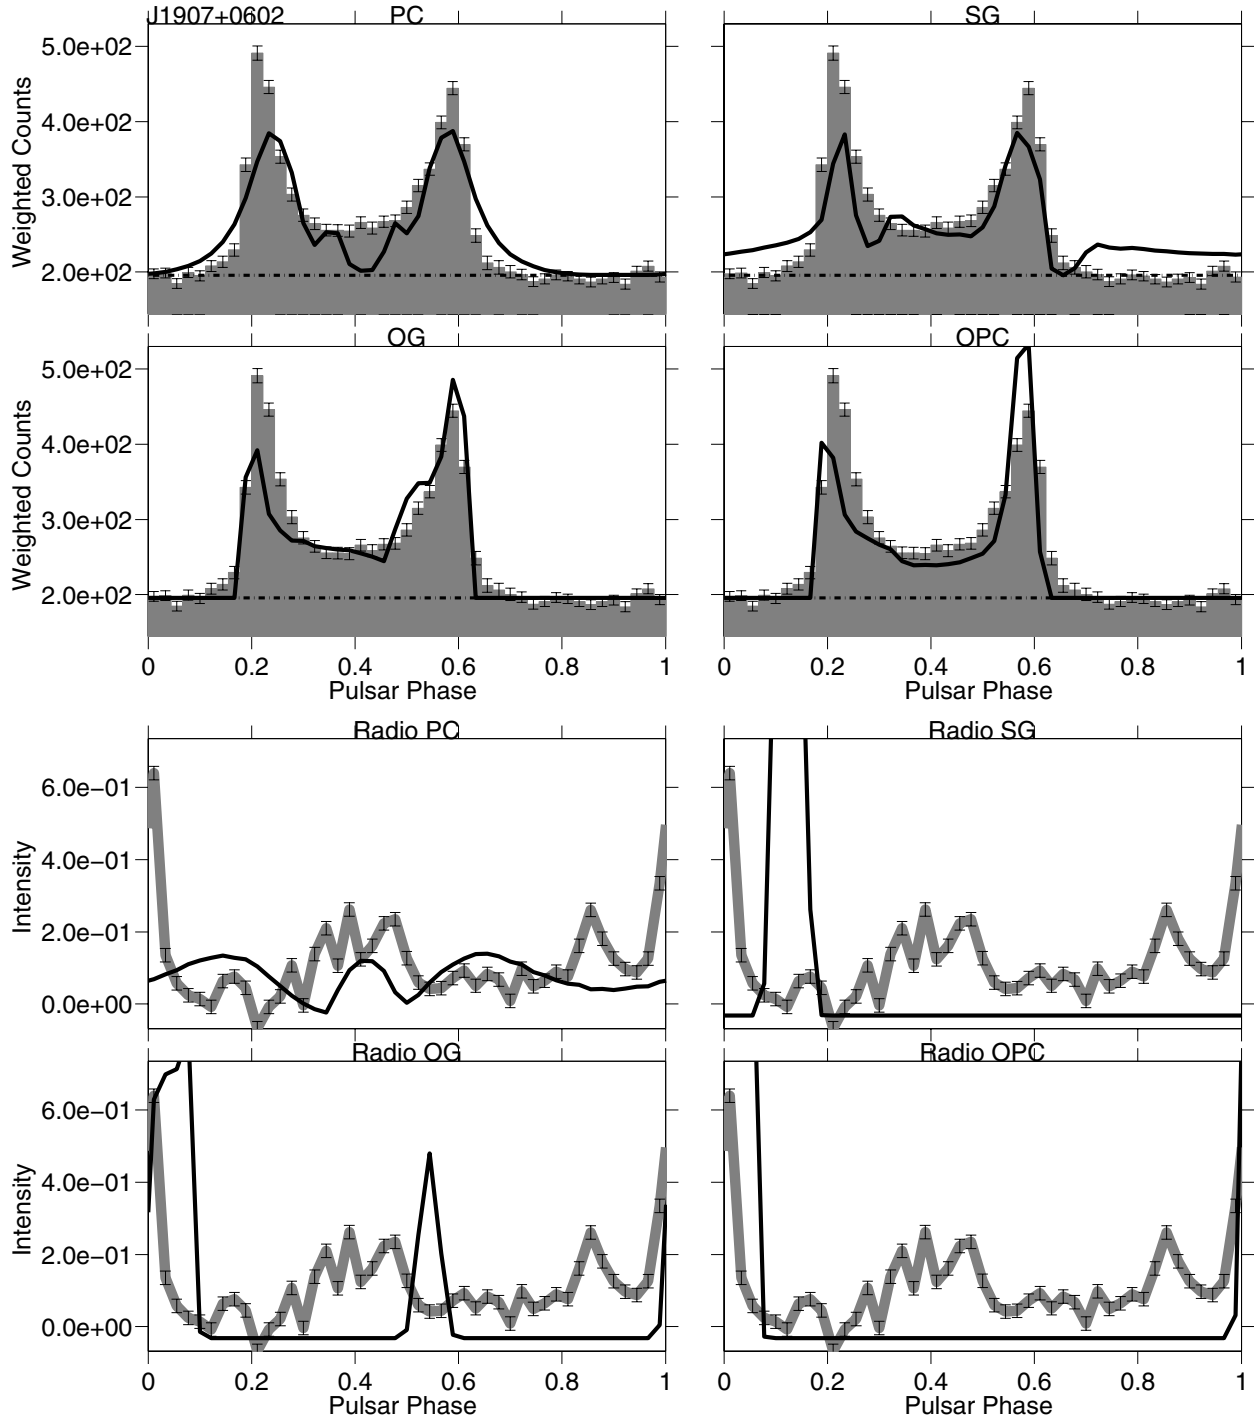 J1907+0602 PC SG
5.0e+02
4.0e+02
3.0e+02
2.0e+02
Weighted Counts
OG OPC
5.0e+02
4.0e+02
3.0e+02
2.0e+02
Weighted Counts
0 0.2 0.4 0.6 0.8 1 0 0.2 0.4 0.6 0.8 1
Pulsar Phase Pulsar Phase
Radio PC Radio SG
6.0e−01
4.0e−01
2.0e−01
0.0e+00
Intensity
Radio OG Radio OPC
6.0e−01
4.0e−01
2.0e−01
0.0e+00
Intensity
0 0.2 0.4 0.6 0.8 1 0 0.2 0.4 0.6 0.8 1
Pulsar Phase Pulsar Phase